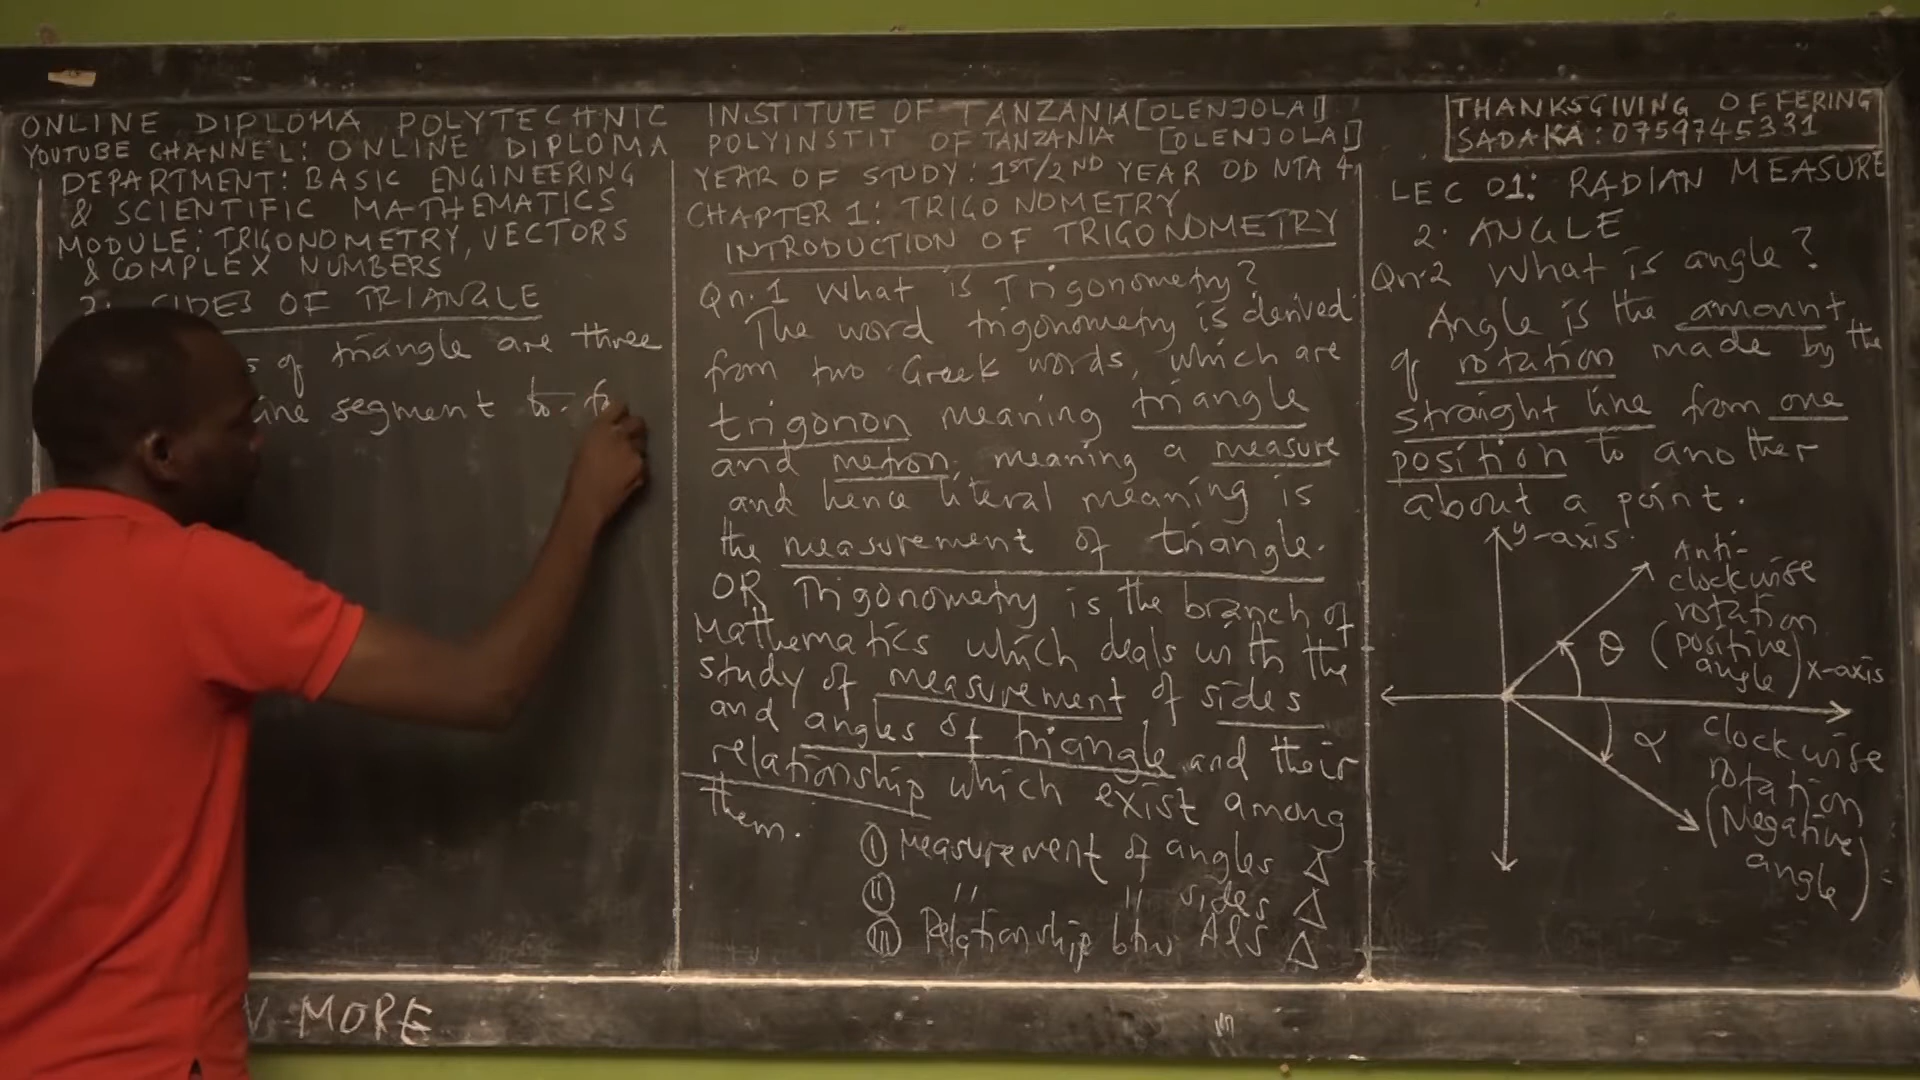 ONLINE DIPLOMA POLYTECHNIC INSTITUTE OF TANZANIA [OLENJOLAI]
YOUTUBE CHANNEL: ONLINE DIPLOMA POLYINSTIT OF TANZANIA [OLENJOLAI]
THANKSGIVING OFFERING
SADAKA: 0759745331
DEPARTMENT: BASIC ENGINEERING
& SCIENTIFIC MATHEMATICS
MODULE: TRIGONOMETRY, VECTORS
& COMPLEX NUMBERS
SIDES OF TRIANGLE
of triangle are three
segment to
MORE
YEAR OF STUDY: 1ST/2ND YEAR OD NTA 4
CHAPTER 1: TRIGONOMETRY
INTRODUCTION OF TRIGONOMETRY
Qn.1 What is Trigonometry?
The word trigonometry is derived
from two Greek words, which are
trigonon meaning triangle
and metron, meaning a measure
and hence literal meaning is
the measurement of triangle.
OR Trigonometry is the branch of
Mathematics which deals with the
study of measurement of sides
and angles of triangle and their
relationship which exist among
them.
(i) Measurement of angles Δ
(ii) " " sides Δ
(iii) Relationship btw A&S Δ
LEC 01: RADIAN MEASURE
2. ANGLE
Qn.2 What is angle?
Angle is the amount
of rotation made by the
straight line from one
position to another
about a point.
y-axis
Anti-
clockwise
rotation
(positive
angle)
θ
x-axis
α
clockwise
rotation
(Negative
angle)